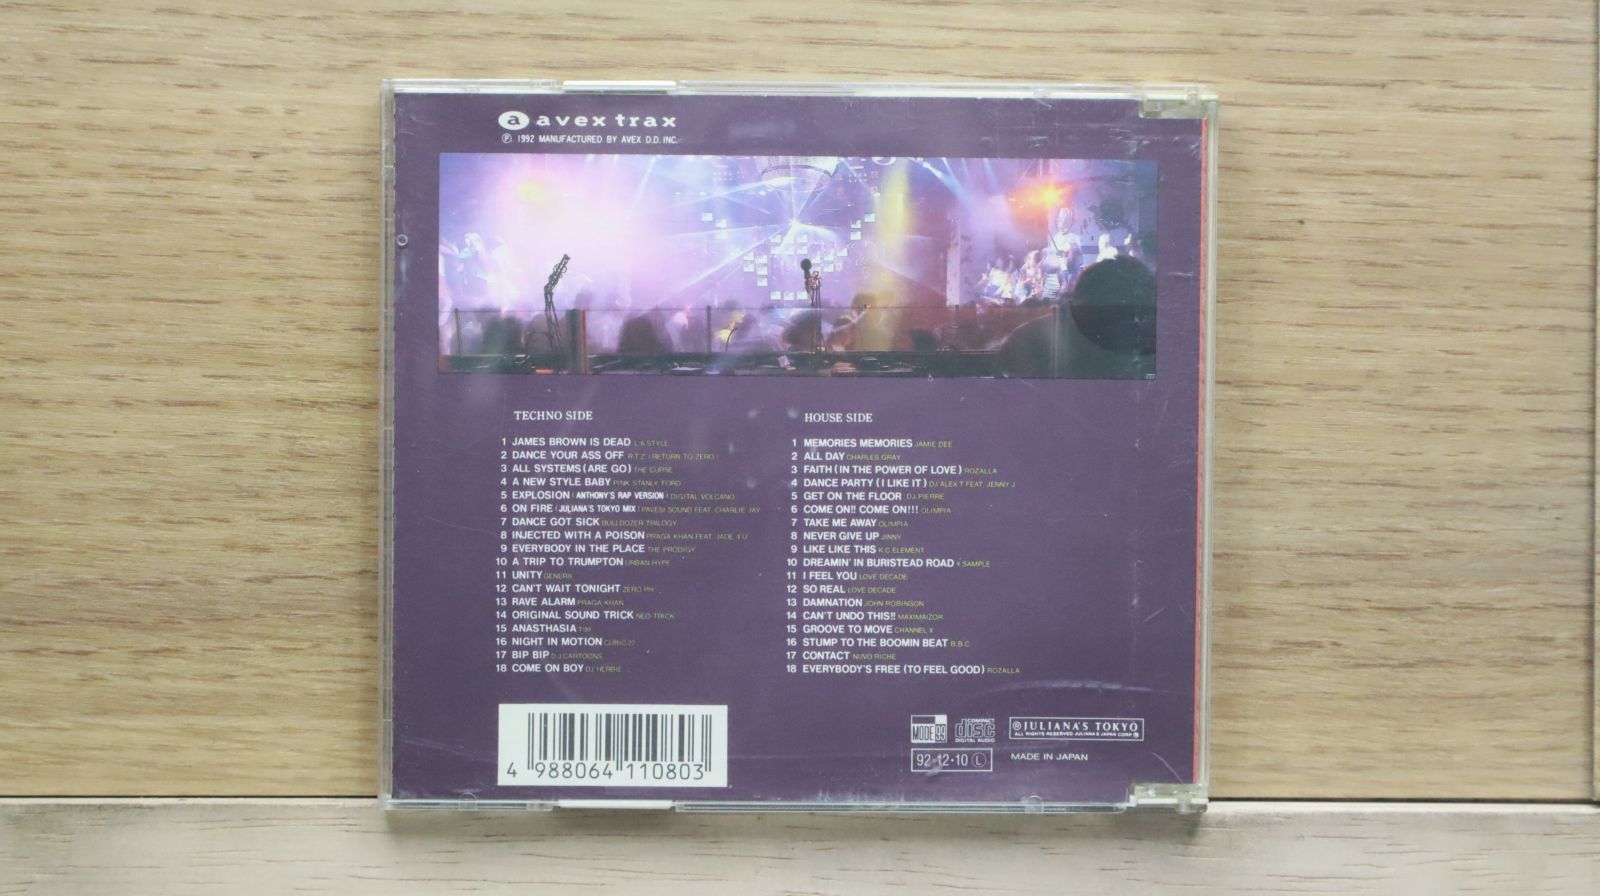 a avex trax
Ⓟ 1992 MANUFACTURED BY AVEX D.D. INC.
TECHNO SIDE
1 JAMES BROWN IS DEAD L.A.STYLE
2 DANCE YOUR ASS OFF R.T.Z. (RETURN TO ZERO)
3 ALL SYSTEMS (ARE GO) THE CURSE
4 A NEW STYLE BABY PINK STANLY FORD
5 EXPLOSION (ANTHONY'S RAP VERSION) DIGITAL VOLCANO
6 ON FIRE (JULIANA'S TOKYO MIX) PAVESI SOUND FEAT. CHARLIE JAY
7 DANCE GOT SICK BULLDOZER TRILOGY
8 INJECTED WITH A POISON PRAGA KHAN FEAT. JADE 4 U
9 EVERYBODY IN THE PLACE THE PRODIGY
10 A TRIP TO TRUMPTON URBAN HYPE
11 UNITY GENERIS
12 CAN'T WAIT TONIGHT ZERO PH
13 RAVE ALARM PRAGA KHAN
14 ORIGINAL SOUND TRICK NEO TRICK
15 ANASTHASIA T99
16 NIGHT IN MOTION CUBIC 22
17 BIP BIP D.J.CARTOONS
18 COME ON BOY DJ HERBIE
HOUSE SIDE
1 MEMORIES MEMORIES JAMIE DEE
2 ALL DAY CHARLES GRAY
3 FAITH (IN THE POWER OF LOVE) ROZALLA
4 DANCE PARTY (I LIKE IT) DJ ALEX T FEAT. JENNY J
5 GET ON THE FLOOR DJ.PIERRE
6 COME ON!! COME ON!!! OLIMPIA
7 TAKE ME AWAY OLIMPIA
8 NEVER GIVE UP JINNY
9 LIKE LIKE THIS K.C ELEMENT
10 DREAMIN' IN BURISTEAD ROAD X SAMPLE
11 I FEEL YOU LOVE DECADE
12 SO REAL LOVE DECADE
13 DAMNATION JOHN ROBINSON
14 CAN'T UNDO THIS!! MAXIMAIZOR
15 GROOVE TO MOVE CHANNEL X
16 STUMP TO THE BOOMIN BEAT B.B.C
17 CONTACT NUVO RICHE
18 EVERYBODY'S FREE (TO FEEL GOOD) ROZALLA
4 988064 110803
MODE 99
COMPACT
disc
DIGITAL AUDIO
® JULIANA'S TOKYO
ALL RIGHTS RESERVED JULIANA'S JAPAN CORP.
92·12·10 Ⓛ
MADE IN JAPAN